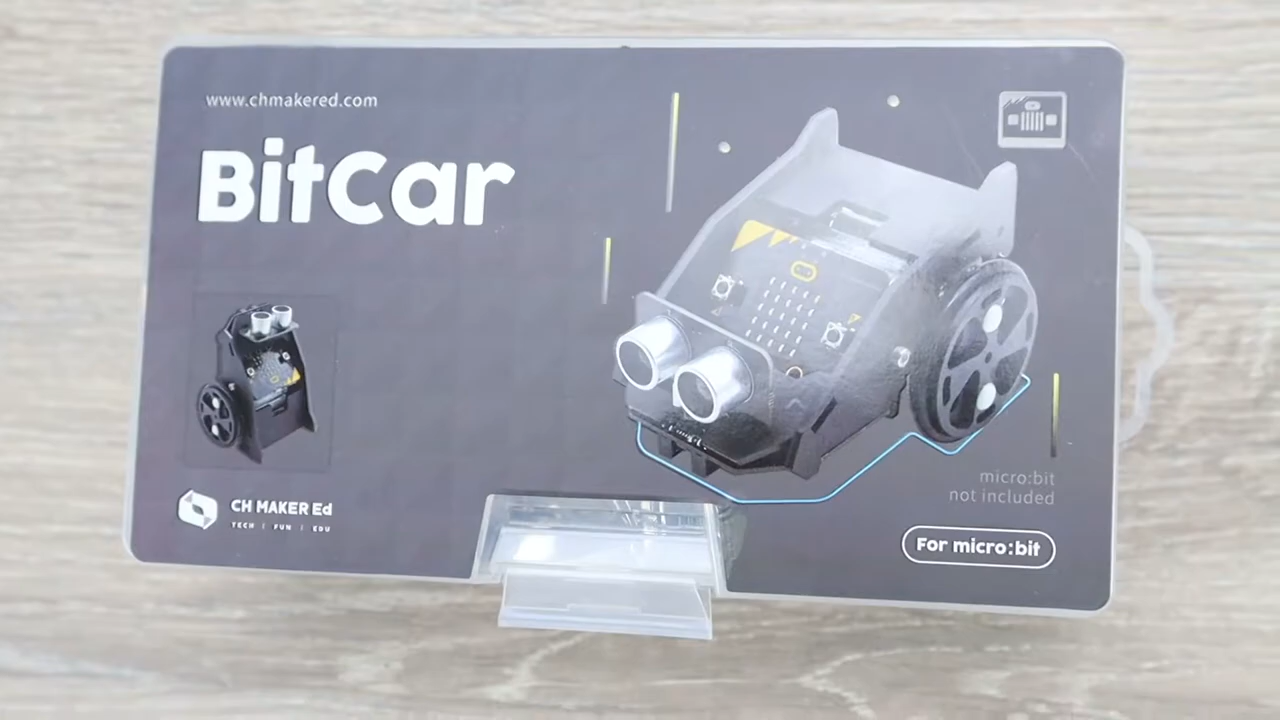 www.chmakered.com
BitCar
CH MAKER Ed
TECH | FUN | EDU
micro:bit
not included
For micro:bit